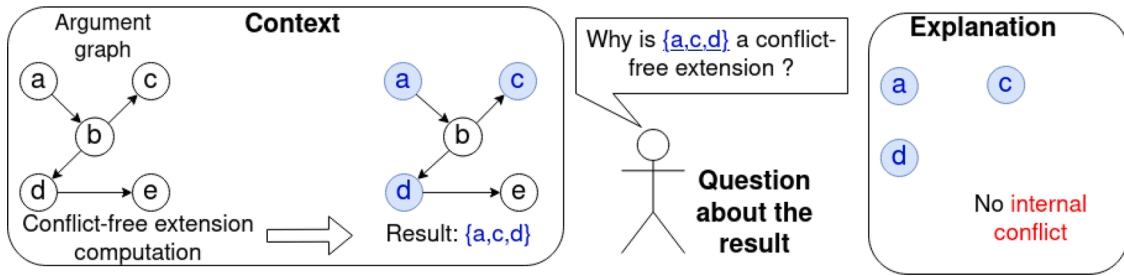 Context
Argument
graph
a
c
b
d
e
Conflict-free extension
computation
a
c
b
d
e
Result: {a,c,d}
Why is {a,c,d} a conflict-
free extension ?
Question
about the
result
Explanation
a
c
d
No internal
conflict